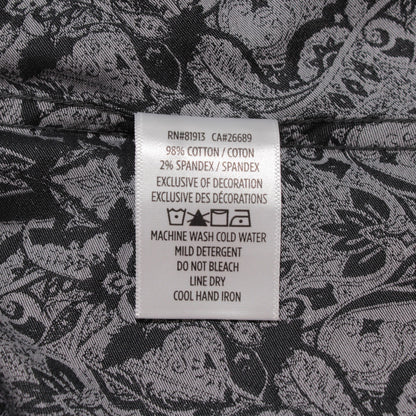 RN#81913 CA#26689
98% COTTON / COTON
2% SPANDEX / SPANDEX
EXCLUSIVE OF DECORATION
EXCLUSIVE DES DÉCORATION
MACHINE WASH COLD WATER
MILD DETERGENT
DO NOT BLEACH
LINE DRY
COOL HAND IRON